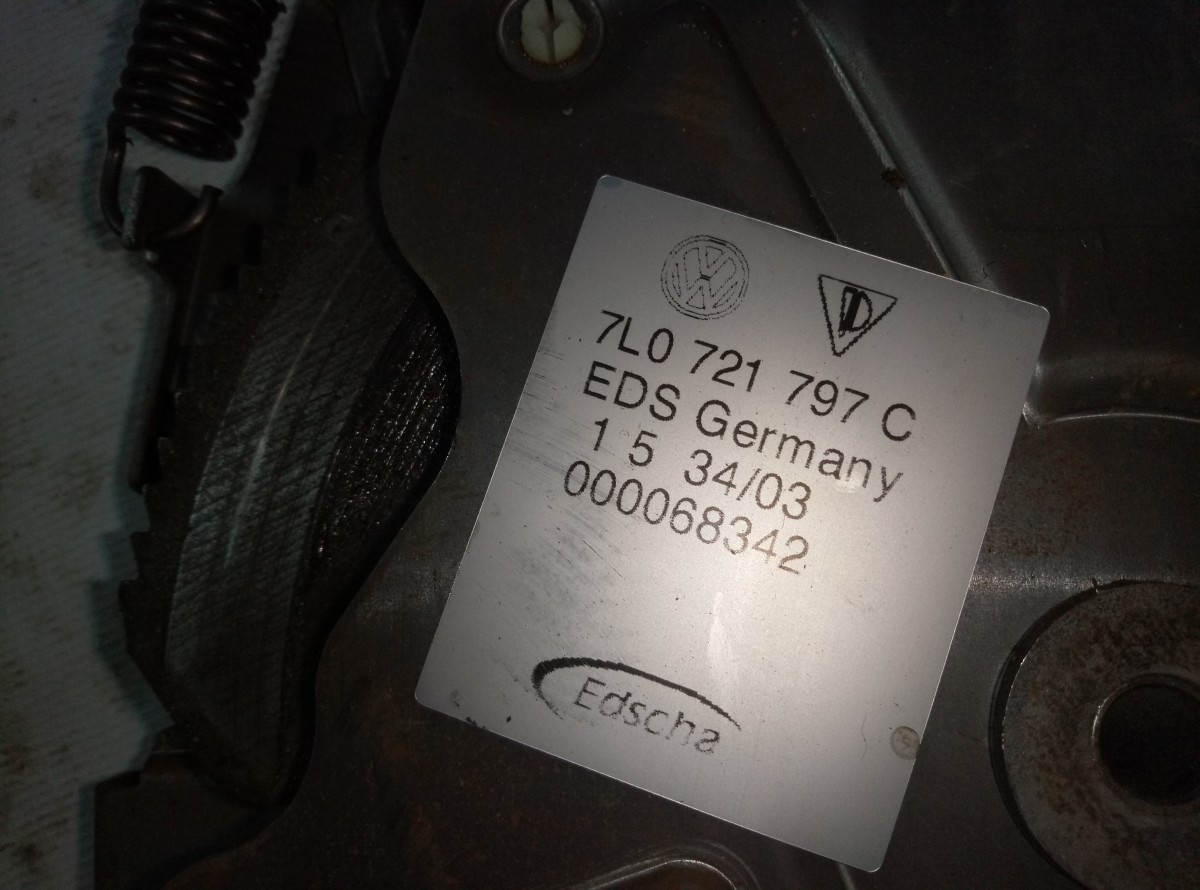 7L0 721 797 C
EDS Germany
1 5 34/03
000068342
Edscha